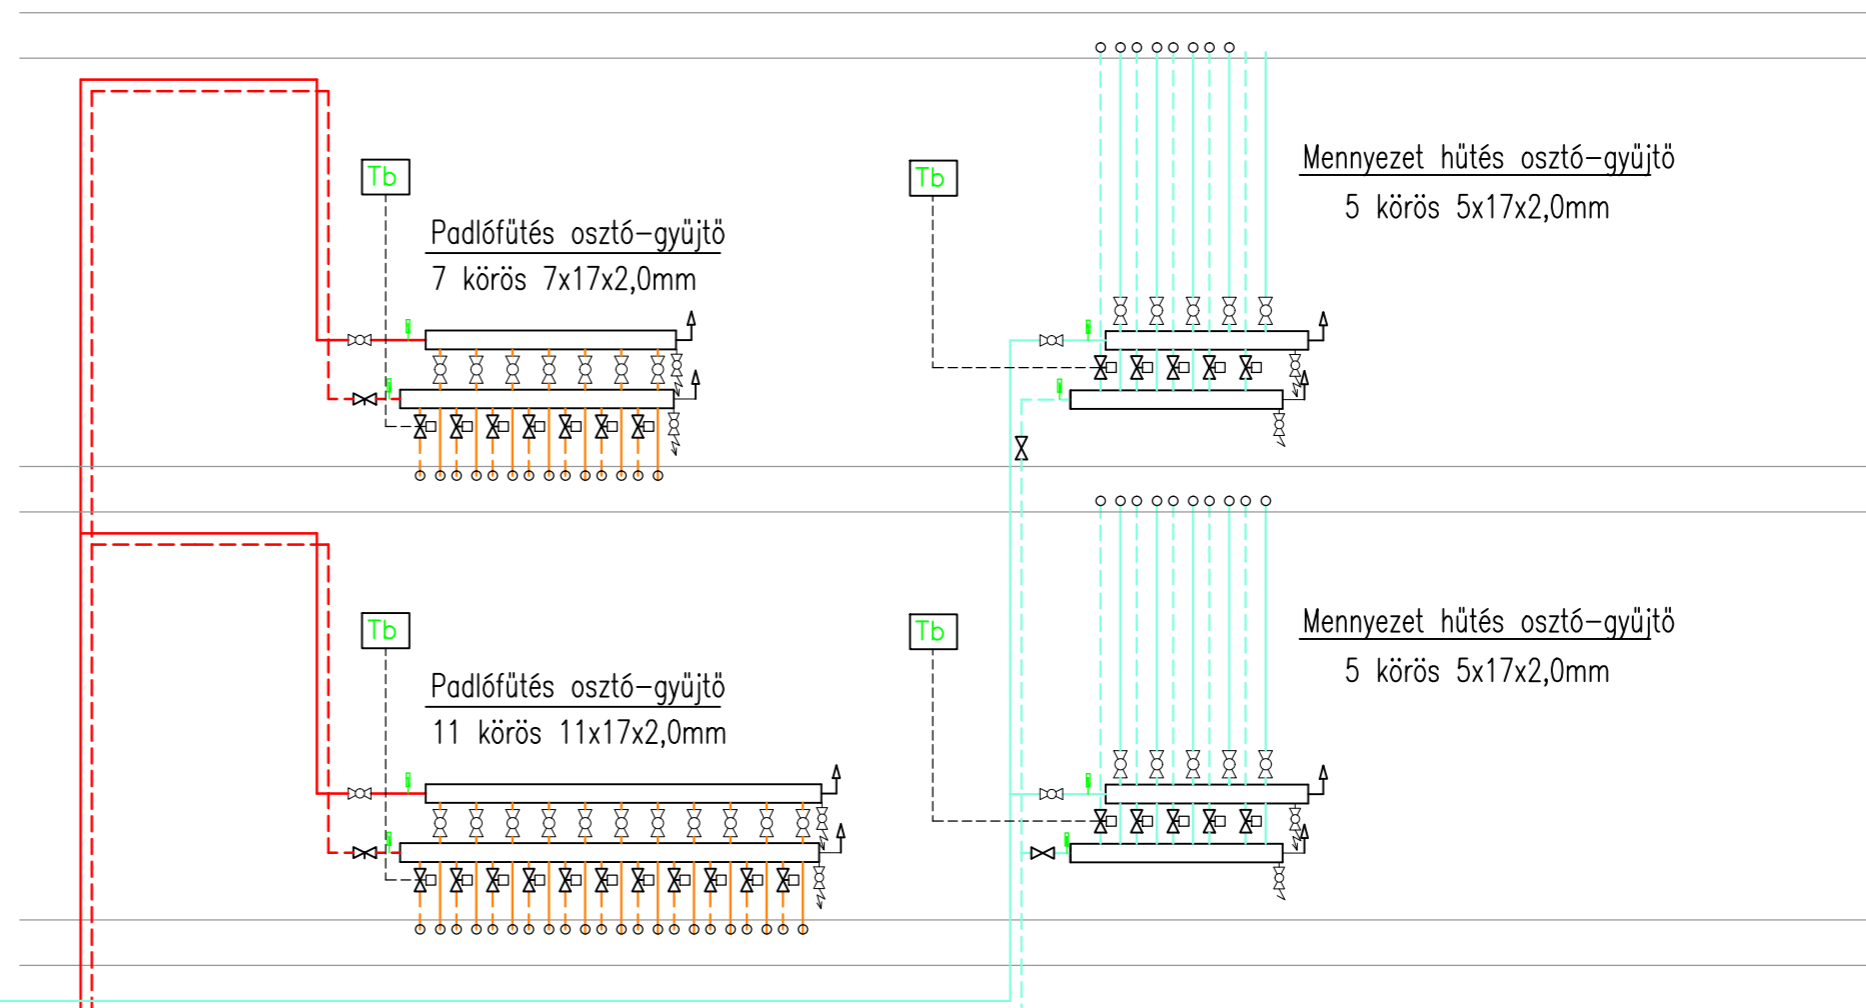 Tb
Tb
Mennyezet hűtés osztó-gyűjtő
5 körös 5x17x2,0mm
Padlófűtés osztó-gyűjtő
7 körös 7x17x2,0mm
Tb
Tb
Mennyezet hűtés osztó-gyűjtő
5 körös 5x17x2,0mm
Padlófűtés osztó-gyűjtő
11 körös 11x17x2,0mm